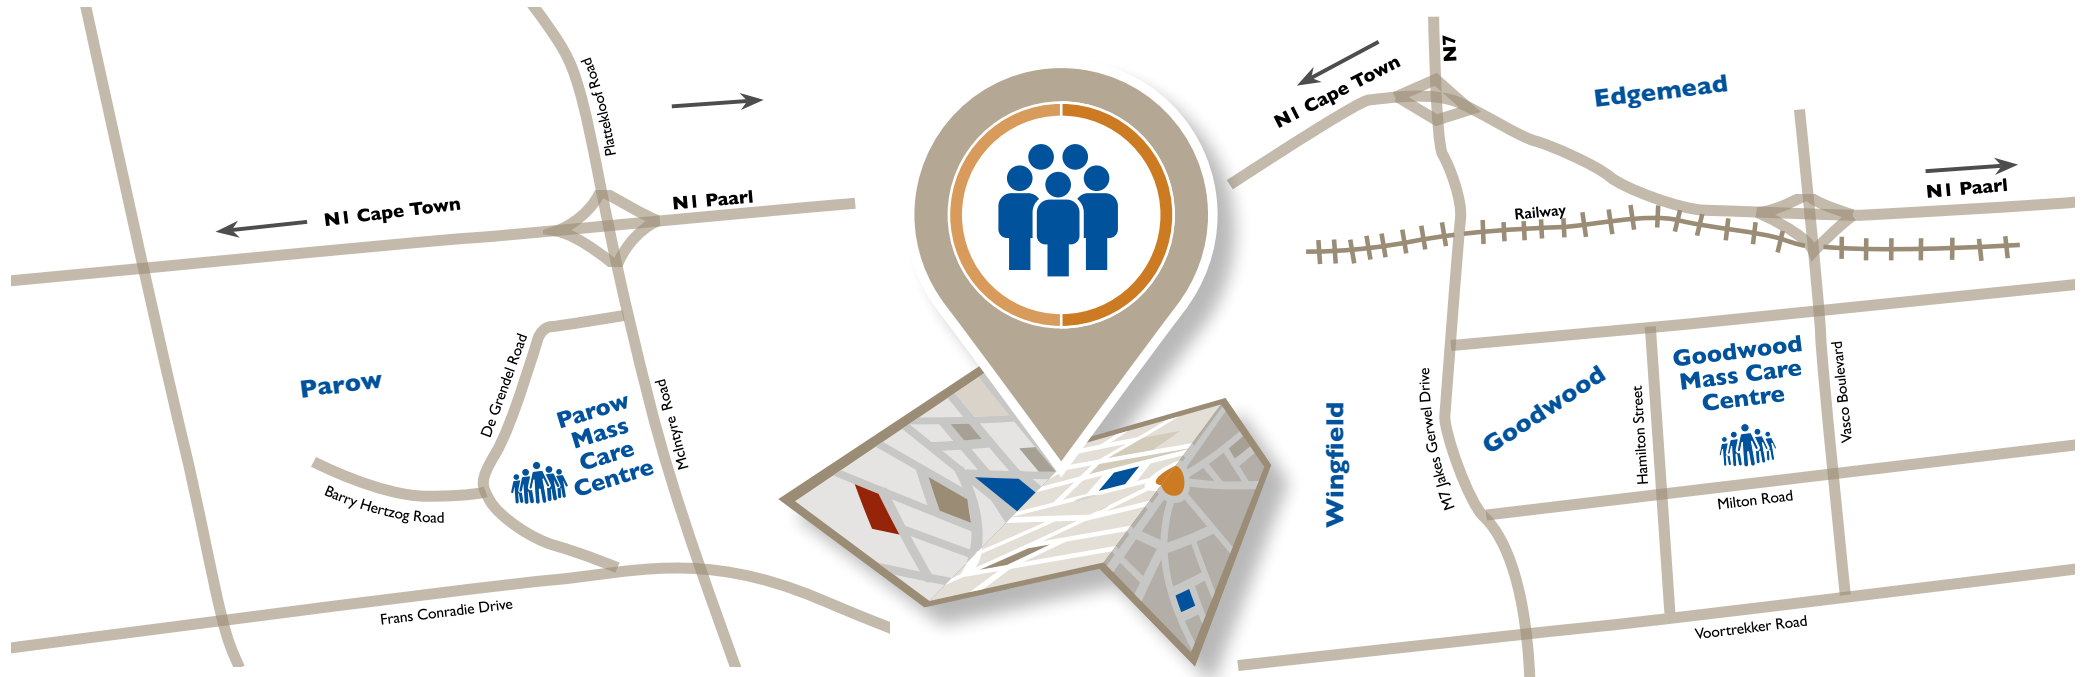 Plattekloof Road
N1 Cape Town
N1 Paarl
Parow
De Grendel Road
Parow
Mass
Care
Centre
McIntyre Road
Barry Hertzog Road
Frans Conradie Drive
N7
N1 Cape Town
Edgemead
N1 Paarl
Railway
Wingfield
M7 Jakes Gerwel Drive
Goodwood
Hamilton Street
Goodwood
Mass Care
Centre
Vasco Boulevard
Milton Road
Voortrekker Road